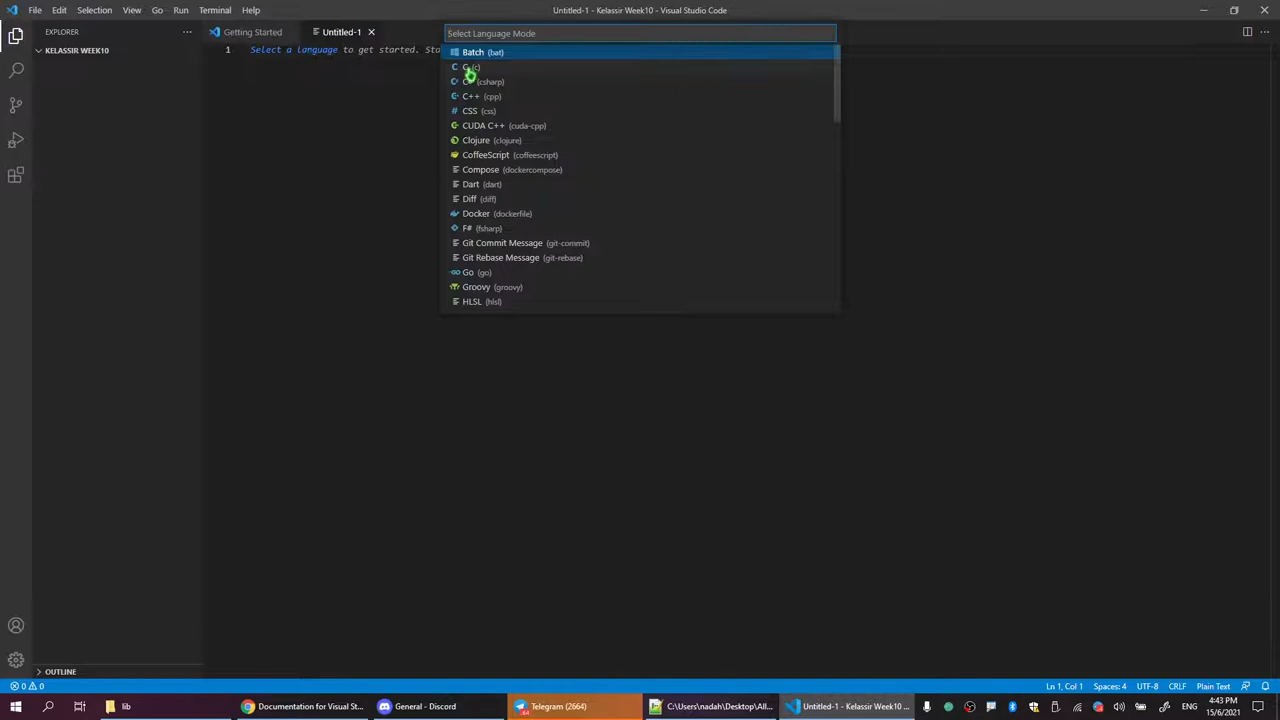 File Edit Selection View Go Run Terminal Help
Untitled-1 - Kelassir Week10 - Visual Studio Code
EXPLORER
Getting Started
Untitled-1
Select Language Mode
KELASSIR WEEK10
1 Select a language to get started.
Batch (bat)
(c)
(csharp)
C++ (cpp)
CSS (css)
CUDA C++ (cuda-cpp)
Clojure (clojure)
CoffeeScript (coffeescript)
Compose (dockercompose)
Dart (dart)
Diff (diff)
Docker (dockerfile)
F# (fsharp)
Git Commit Message (git-commit)
Git Rebase Message (git-rebase)
Go (go)
Groovy (groovy)
HLSL (hlsl)
OUTLINE
0 0
Ln 1, Col 1 Spaces: 4 UTF-8 CRLF Plain Text
lib
Documentation for Visual St...
General - Discord
Telegram (2664)
C:\Users\nadah\Desktop\All...
Untitled-1 - Kelassir Week10 ...
ENG
4:43 PM
15/6/2021